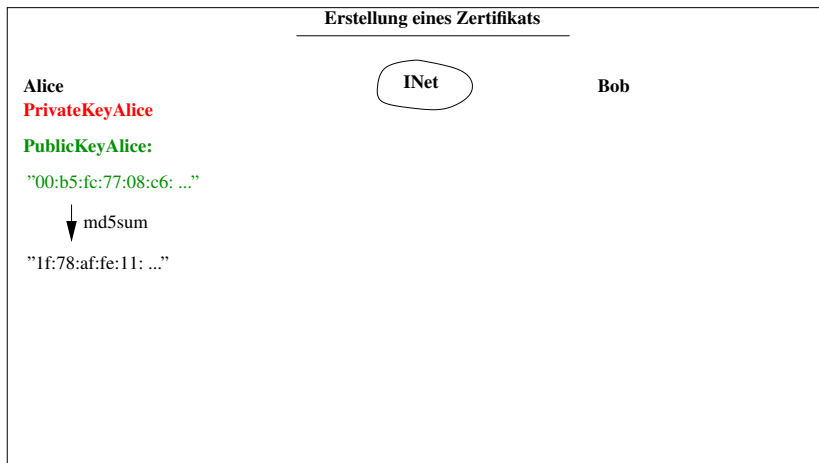 Erstellung eines Zertifikats
Alice
INet
Bob
PrivateKeyAlice
PublicKeyAlice:
”00:b5:fc:77:08:c6: ...”
md5sum
”1f:78:af:fe:11: ...”